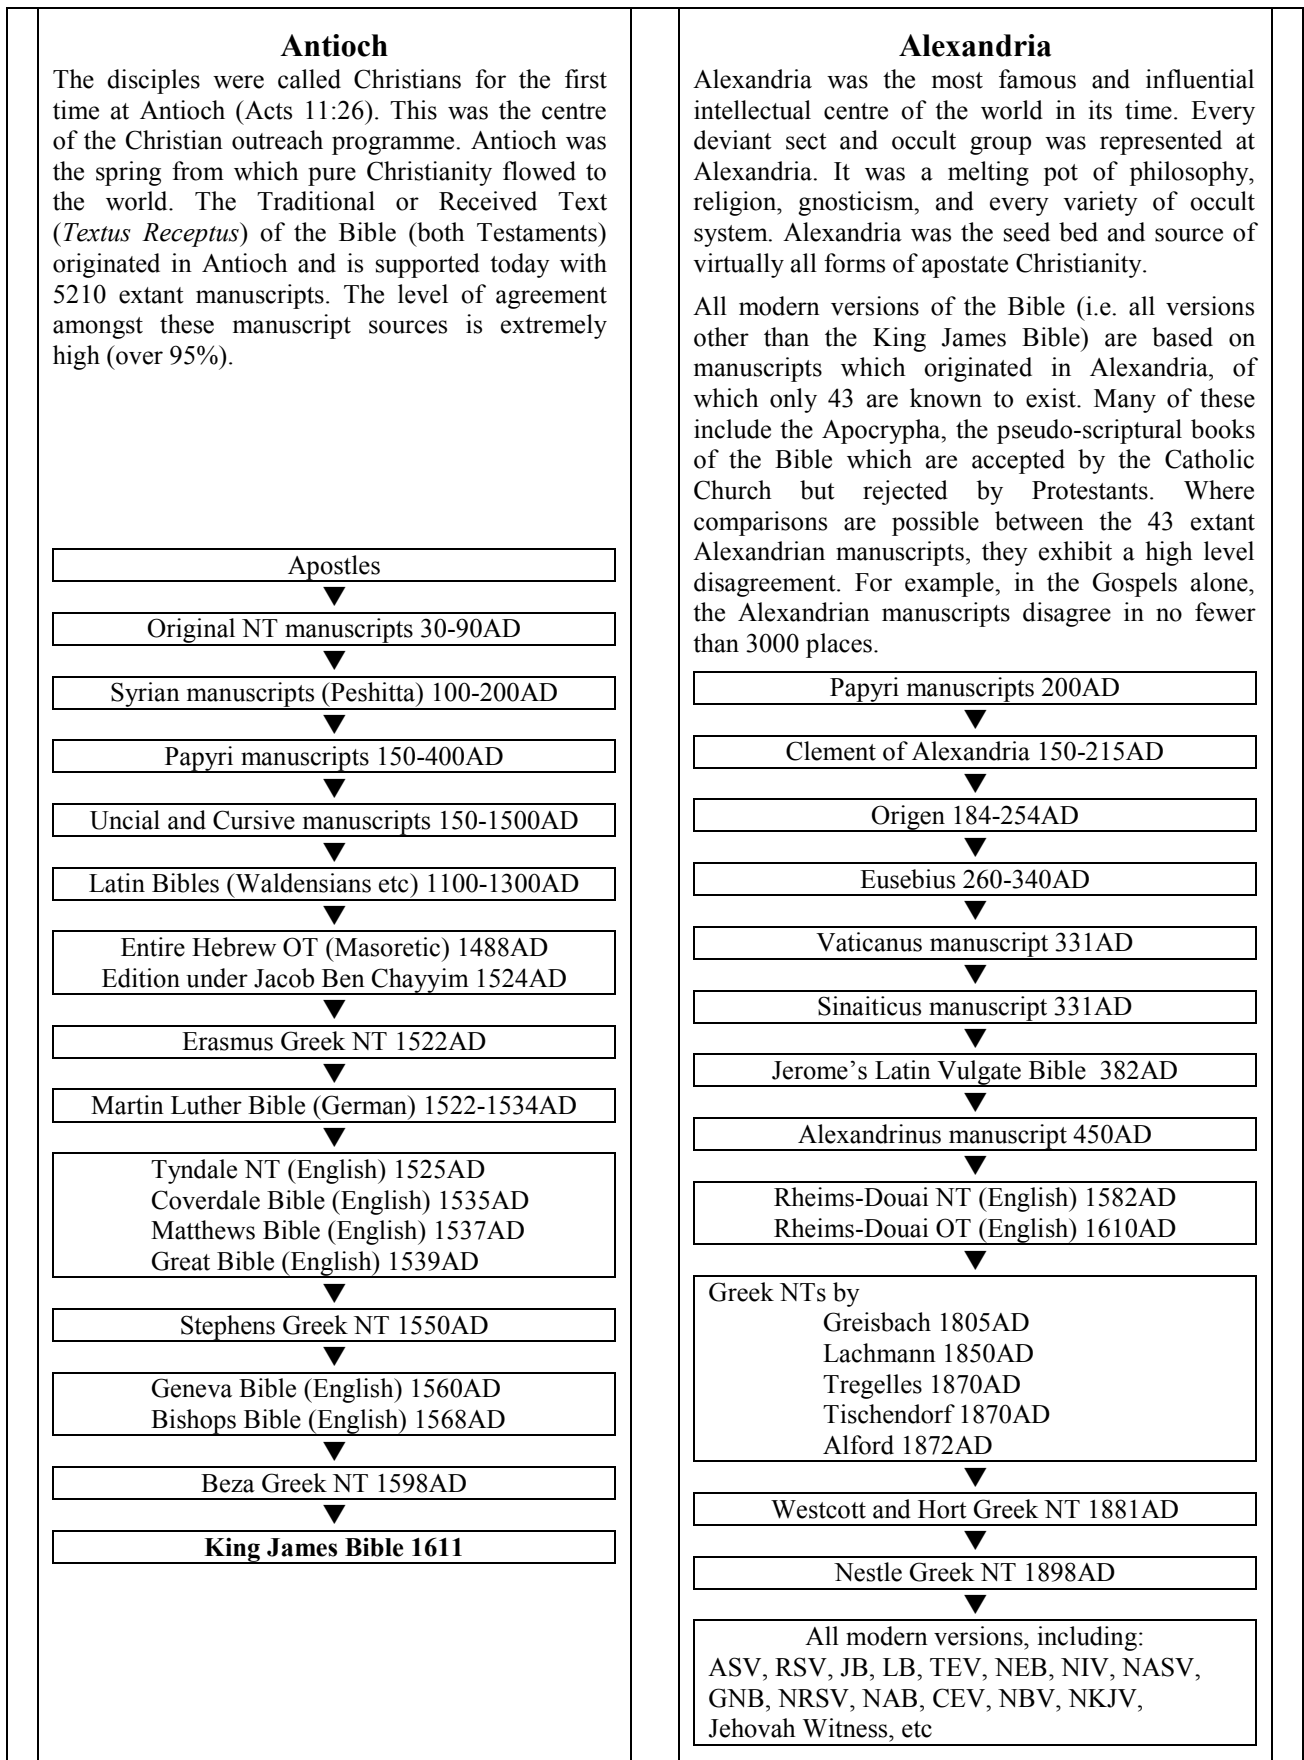 Antioch
The disciples were called Christians for the first
time at Antioch (Acts 11:26). This was the centre
of the Christian outreach programme. Antioch was
the spring from which pure Christianity flowed to
the world. The Traditional or Received Text
(Textus Receptus) of the Bible (both Testaments)
originated in Antioch and is supported today with
5210 extant manuscripts. The level of agreement
amongst these manuscript sources is extremely
high (over 95%).
Apostles
Original NT manuscripts 30-90AD
Syrian manuscripts (Peshitta) 100-200AD
Papyri manuscripts 150-400AD
Uncial and Cursive manuscripts 150-1500AD
Latin Bibles (Waldensians etc) 1100-1300AD
Entire Hebrew OT (Masoretic) 1488AD
Edition under Jacob Ben Chayyim 1524AD
Erasmus Greek NT 1522AD
Martin Luther Bible (German) 1522-1534AD
Tyndale NT (English) 1525AD
Coverdale Bible (English) 1535AD
Matthews Bible (English) 1537AD
Great Bible (English) 1539AD
Stephens Greek NT 1550AD
Geneva Bible (English) 1560AD
Bishops Bible (English) 1568AD
Beza Greek NT 1598AD
King James Bible 1611
Alexandria
Alexandria was the most famous and influential
intellectual centre of the world in its time. Every
deviant sect and occult group was represented at
Alexandria. It was a melting pot of philosophy,
religion, gnosticism, and every variety of occult
system. Alexandria was the seed bed and source of
virtually all forms of apostate Christianity.
All modern versions of the Bible (i.e. all versions
other than the King James Bible) are based on
manuscripts which originated in Alexandria, of
which only 43 are known to exist. Many of these
include the Apocrypha, the pseudo-scriptural books
of the Bible which are accepted by the Catholic
Church but rejected by Protestants. Where
comparisons are possible between the 43 extant
Alexandrian manuscripts, they exhibit a high level
disagreement. For example, in the Gospels alone,
the Alexandrian manuscripts disagree in no fewer
than 3000 places.
Papyri manuscripts 200AD
Clement of Alexandria 150-215AD
Origen 184-254AD
Eusebius 260-340AD
Vaticanus manuscript 331AD
Sinaiticus manuscript 331AD
Jerome's Latin Vulgate Bible 382AD
Alexandrinus manuscript 450AD
Rheims-Douai NT (English) 1582AD
Rheims-Douai OT (English) 1610AD
Greek NTs by
Greisbach 1805AD
Lachmann 1850AD
Tregelles 1870AD
Tischendorf 1870AD
Alford 1872AD
Westcott and Hort Greek NT 1881AD
Nestle Greek NT 1898AD
All modern versions, including:
ASV, RSV, JB, LB, TEV, NEB, NIV, NASV,
GNB, NRSV, NAB, CEV, NBV, NKJV,
Jehovah Witness, etc